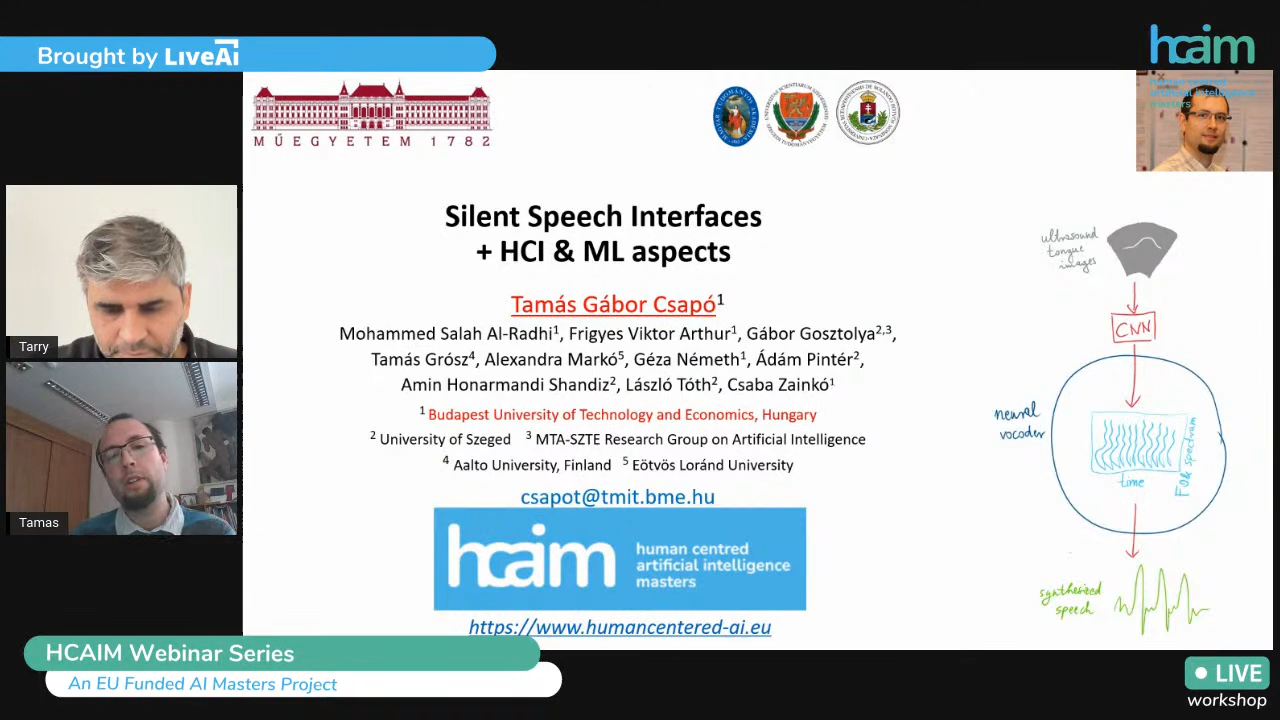 Brought by LIVEAI
hcaim
human centred
artificial intelligence
masters
MŰEGYETEM 1782
Silent Speech Interfaces
+ HCI & ML aspects
Tamás Gábor Csapó¹
Mohammed Salah Al-Radhi¹, Frigyes Viktor Arthur¹, Gábor Gosztolya²,³,
Tamás Grósz⁴, Alexandra Markó⁵, Géza Németh¹, Ádám Pintér²,
Amin Honarmandi Shandiz², László Tóth², Csaba Zainkó¹
¹ Budapest University of Technology and Economics, Hungary
² University of Szeged ³ MTA-SZTE Research Group on Artificial Intelligence
⁴ Aalto University, Finland ⁵ Eötvös Loránd University
csapot@tmit.bme.hu
hcaim
human centred
artificial intelligence
masters
https://www.humancentered-ai.eu
ultrasound
tongue
images
CNN
neural
vocoder
time
spectrum
synthesized
speech
Tarry
Tamas
HCAIM Webinar Series
An EU Funded AI Masters Project
LIVE
workshop